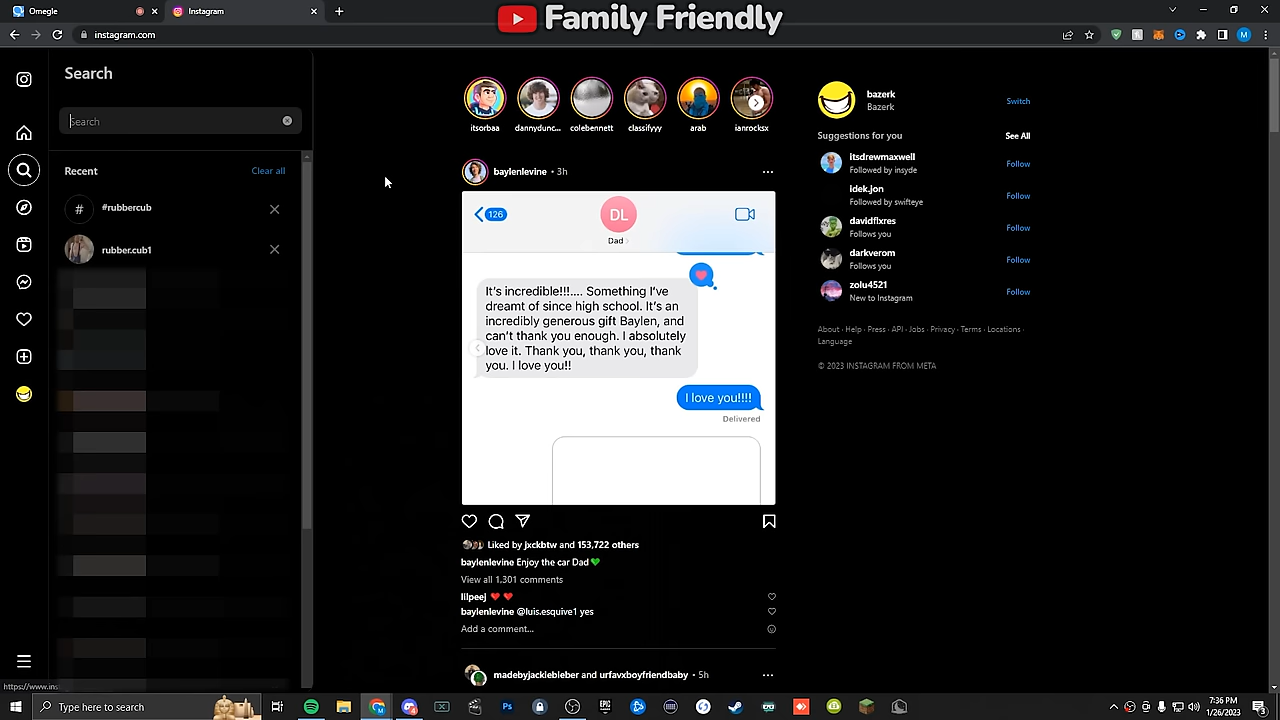 Omegle
Instagram
Family Friendly
instagram.com
Search
Search
Recent
Clear all
#
#rubbercub
rubber.cub1
itsorbaa
dannydunc...
colebennett
classifyyy
arab
ianrocksx
baylenlevine • 3h
126
DL
Dad
It's incredible!!!.... Something I've
dreamt of since high school. It's an
incredibly generous gift Baylen, and
can't thank you enough. I absolutely
love it. Thank you, thank you, thank
you. I love you!!
I love you!!!!
Delivered
Liked by jxckbtw and 153,722 others
baylenlevine Enjoy the car Dad
View all 1,301 comments
lilpeej
baylenlevine @luis.esquive1 yes
Add a comment...
madebyjacklebleber and urfavxboyfriendbaby • 5h
bazerk
Bazerk
Switch
Suggestions for you
See All
itsdrewmaxwell
Followed by insyde
Follow
idek.jon
Followed by swifteye
Follow
davidflxres
Follows you
Follow
darkverom
Follows you
Follow
zolu4521
New to Instagram
Follow
About · Help · Press · API · Jobs · Privacy · Terms · Locations ·
Language
© 2023 INSTAGRAM FROM META
https://www.ins
Type here to search
7:36 PM
1/26/2023